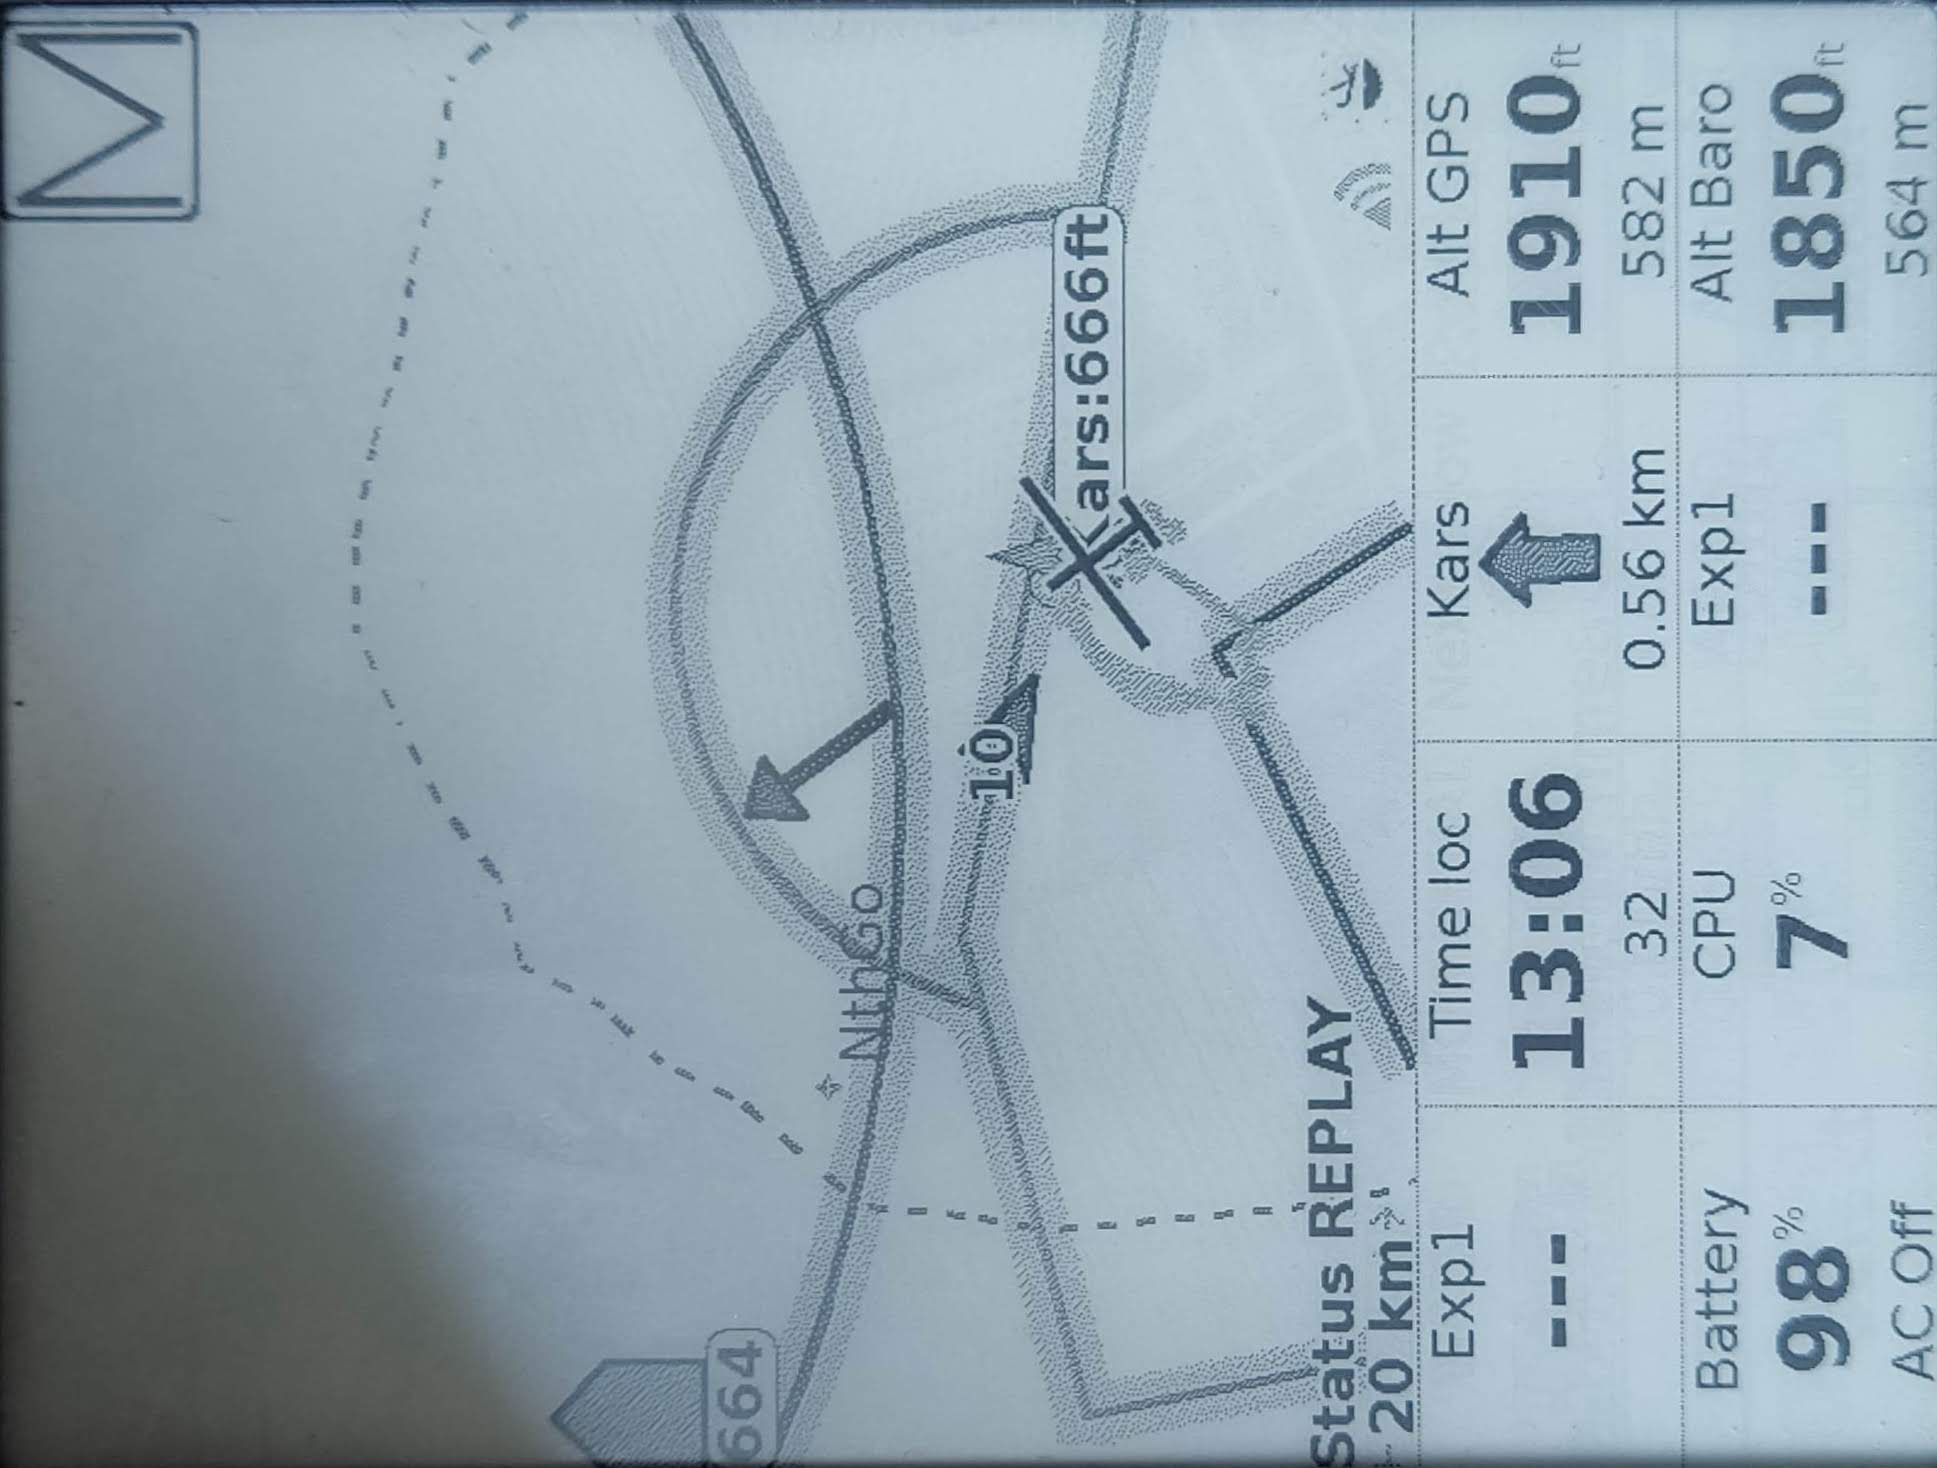 M
664
NthGo
10
Kars:666ft
Status REPLAY
20 km
Exp1
---
Time loc
13:06
32
Kars
0.56 km
Alt GPS
1910ft
582 m
Battery
98%
AC Off
CPU
7%
Exp1
---
Alt Baro
1850ft
564 m